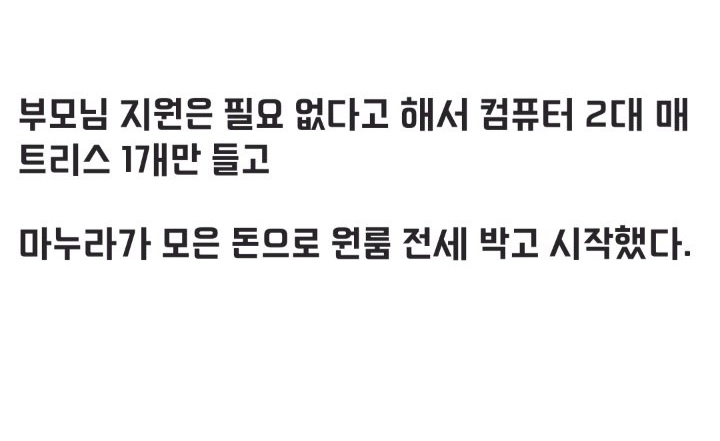 부모님 지원은 필요 없다고 해서 컴퓨터 2대 매
트리스 1개만 들고
마누라가 모은 돈으로 원룸 전세 박고 시작했다.